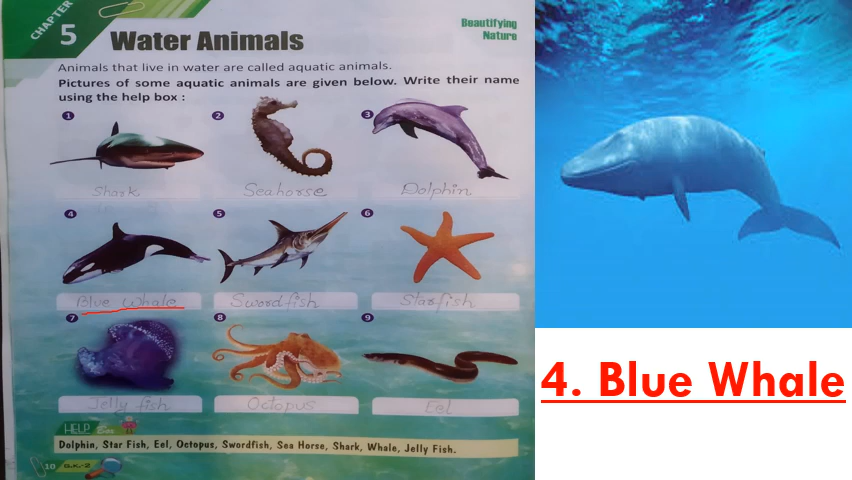 CHAPTER
5
Water Animals
Beautifying
Nature
Animals that live in water are called aquatic animals.
Pictures of some aquatic animals are given below. Write their name
using the help box :
1
2
3
Shark
Seahorse
Dolphin
4
5
6
Blue Whale
Swordfish
Starfish
7
8
9
Jelly fish
Octopus
Eel
HELP Box
Dolphin, Star Fish, Eel, Octopus, Swordfish, Sea Horse, Shark, Whale, Jelly Fish.
10 G.K.-2
4. Blue Whale